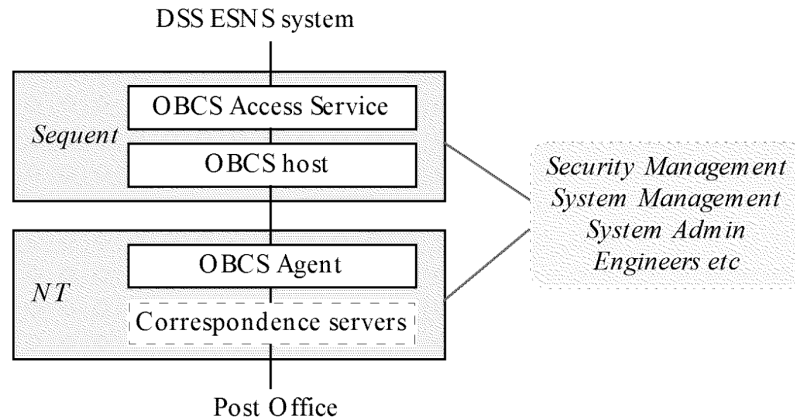 DSS ESNS system
OBCS Access Service
Sequent
OBCS host
Security Management
System Management
System Admin
Engineers etc
OBCS Agent
NT
Correspondence servers
Post Office